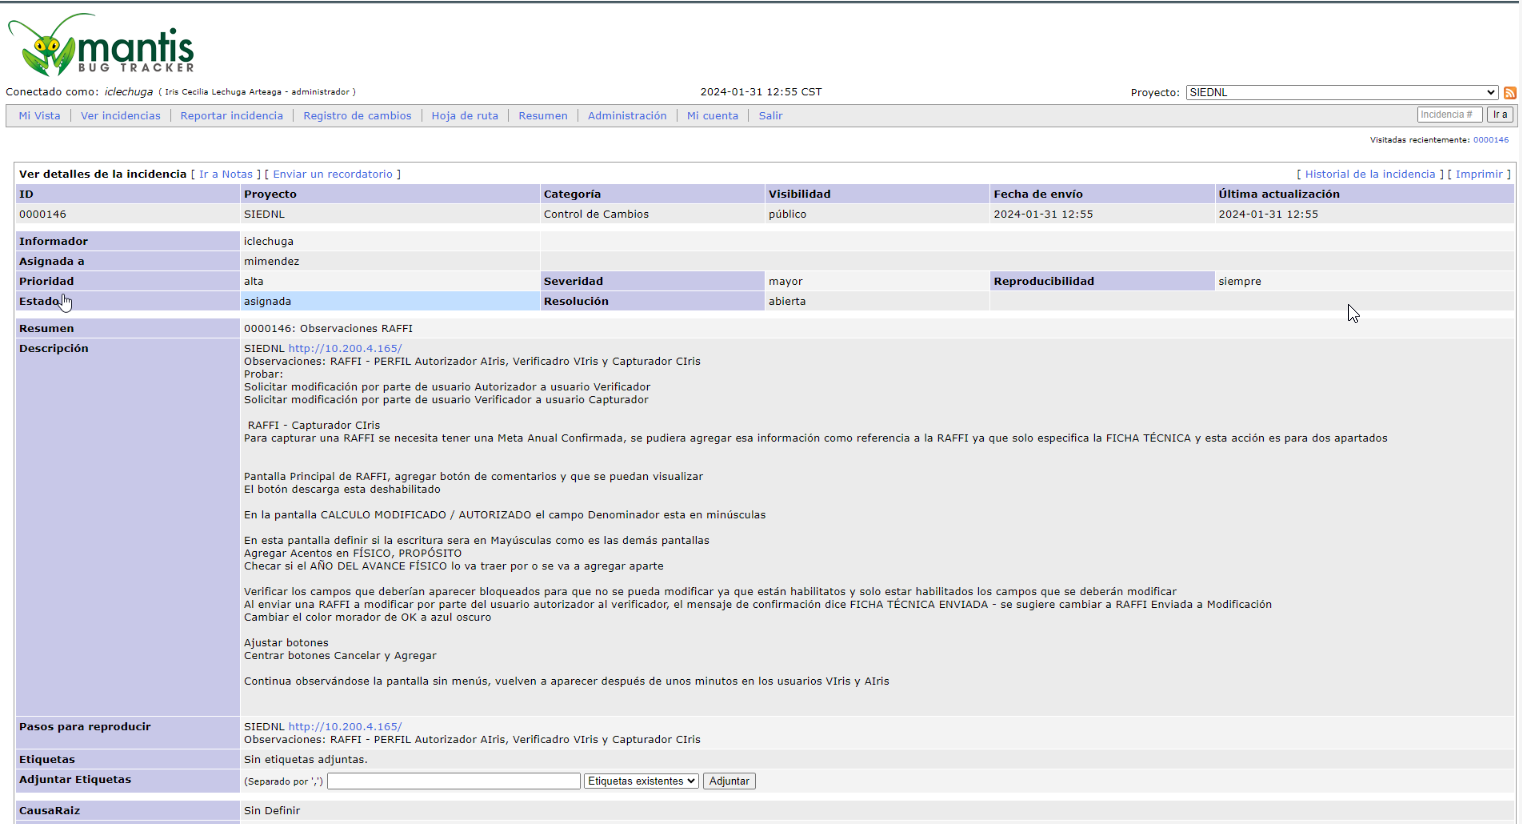 mantis
BUG TRACKER
Conectado como: iclechuga ( Iris Cecilia Lechuga Arteaga - administrador )
2024-01-31 12:55 CST
Proyecto: SIEDNL
Mi Vista | Ver incidencias | Reportar incidencia | Registro de cambios | Hoja de ruta | Resumen | Administración | Mi cuenta | Salir
Incidencia # Ir a
Visitadas recientemente: 0000146
Ver detalles de la incidencia [ Ir a Notas ] [ Enviar un recordatorio ] [ Historial de la incidencia ] [ Imprimir ]
ID Proyecto Categoría Visibilidad Fecha de envío Última actualización
0000146 SIEDNL Control de Cambios público 2024-01-31 12:55 2024-01-31 12:55
Informador iclechuga
Asignada a mimendez
Prioridad alta Severidad mayor Reproducibilidad siempre
Estado asignada Resolución abierta
Resumen 0000146: Observaciones RAFFI
Descripción SIEDNL http://10.200.4.165/
Observaciones: RAFFI - PERFIL Autorizador AIris, Verificadro VIris y Capturador CIris
Probar:
Solicitar modificación por parte de usuario Autorizador a usuario Verificador
Solicitar modificación por parte de usuario Verificador a usuario Capturador
RAFFI - Capturador CIris
Para capturar una RAFFI se necesita tener una Meta Anual Confirmada, se pudiera agregar esa información como referencia a la RAFFI ya que solo especifica la FICHA TÉCNICA y esta acción es para dos apartados
Pantalla Principal de RAFFI, agregar botón de comentarios y que se puedan visualizar
El botón descarga esta deshabilitado
En la pantalla CALCULO MODIFICADO / AUTORIZADO el campo Denominador esta en minúsculas
En esta pantalla definir si la escritura sera en Mayúsculas como es las demás pantallas
Agregar Acentos en FÍSICO, PROPÓSITO
Checar si el AÑO DEL AVANCE FÍSICO lo va traer por o se va a agregar aparte
Verificar los campos que deberían aparecer bloqueados para que no se pueda modificar ya que están habilitatos y solo estar habilitados los campos que se deberán modificar
Al enviar una RAFFI a modificar por parte del usuario autorizador al verificador, el mensaje de confirmación dice FICHA TÉCNICA ENVIADA - se sugiere cambiar a RAFFI Enviada a Modificación
Cambiar el color morador de OK a azul oscuro
Ajustar botones
Centrar botones Cancelar y Agregar
Continua observándose la pantalla sin menús, vuelven a aparecer después de unos minutos en los usuarios VIris y AIris
Pasos para reproducir SIEDNL http://10.200.4.165/
Observaciones: RAFFI - PERFIL Autorizador AIris, Verificadro VIris y Capturador CIris
Etiquetas Sin etiquetas adjuntas.
Adjuntar Etiquetas (Separado por ',') Etiquetas existentes Adjuntar
CausaRaiz Sin Definir